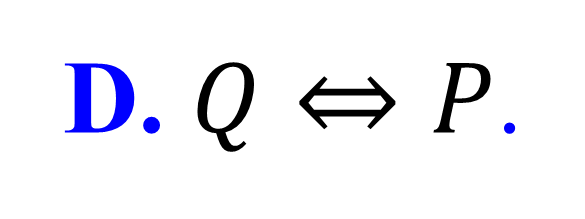 D. Q ⇔ P.